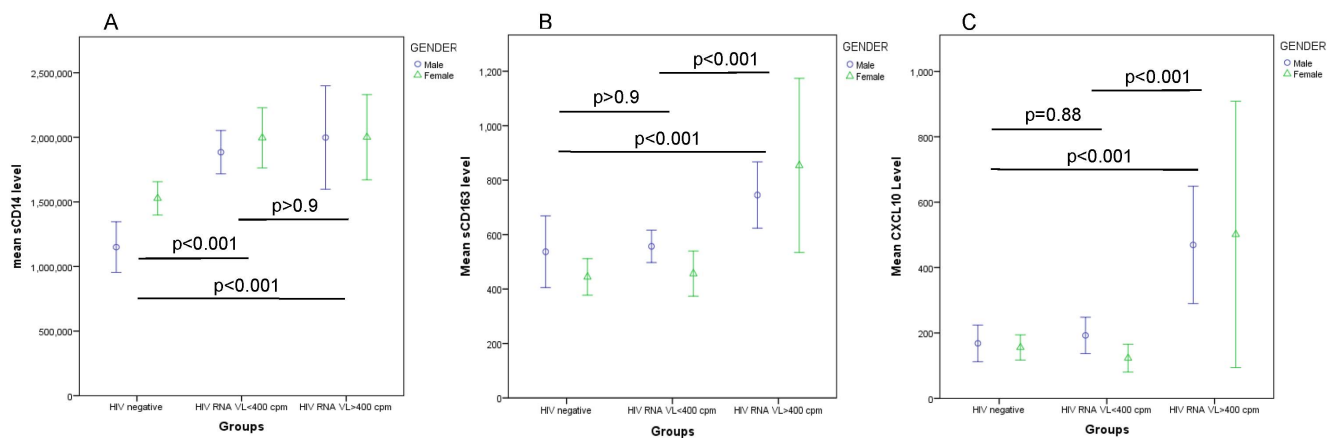 A
GENDER
Male
Female
mean sCD14 level
2,500,000
2,000,000
1,500,000
1,000,000
500,000
0
p>0.9
p<0.001
p<0.001
HIV negative
HIV RNA VL<400 cpm
HIV RNA VL>400 cpm
Groups
B
GENDER
Male
Female
Mean sCD163 level
1,200
1,000
800
600
400
200
0
p<0.001
p>0.9
p<0.001
HIV negative
HIV RNA VL<400 cpm
HIV RNA VL>400 cpm
Groups
C
GENDER
Male
Female
Mean CXCL10 Level
1,000
800
600
400
200
0
p<0.001
p=0.88
p<0.001
HIV negative
HIV RNA VL<400 cpm
HIV RNA VL>400 cpm
Groups